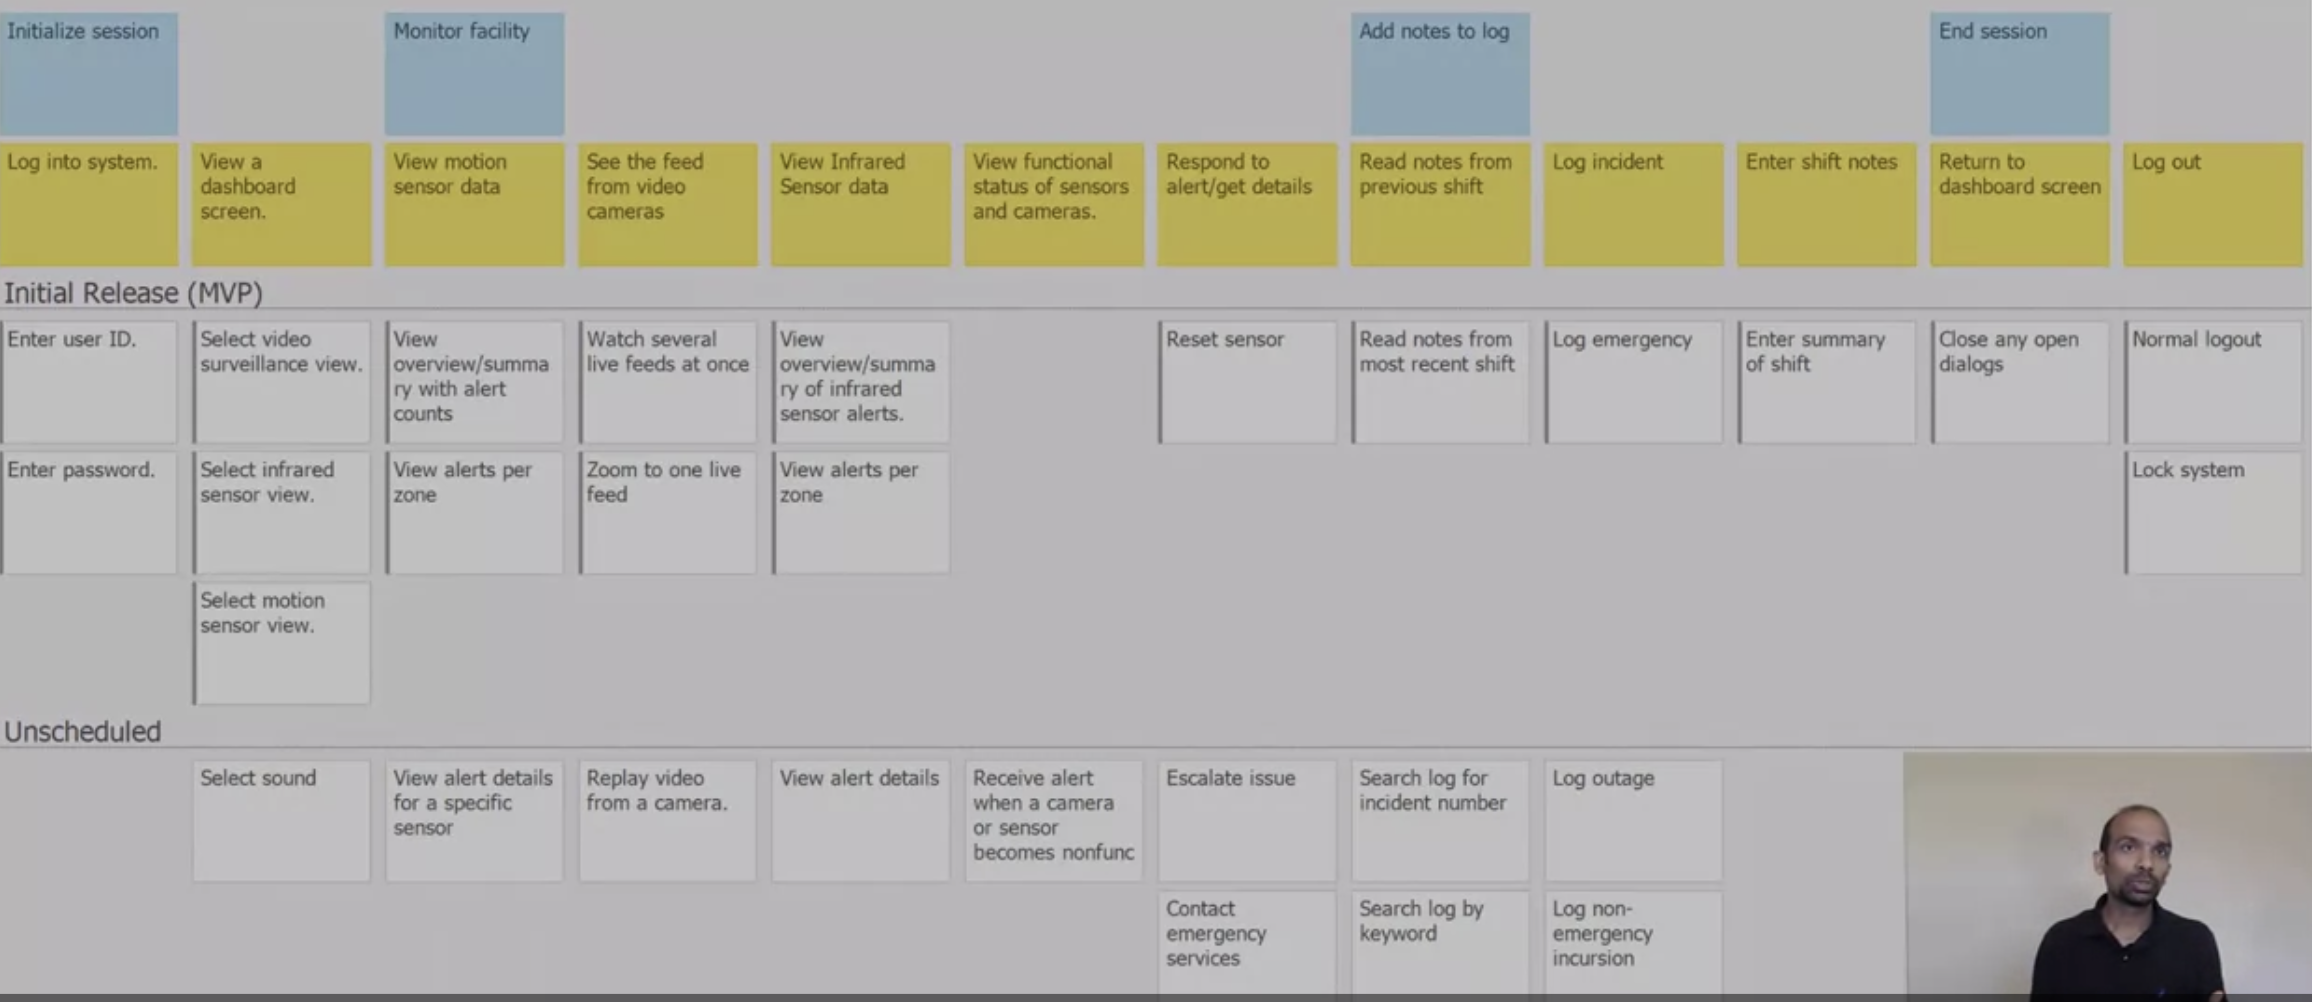 Initialize session
Monitor facility
Add notes to log
End session
Log into system.
View a
dashboard
screen.
View motion
sensor data
See the feed
from video
cameras
View Infrared
Sensor data
View functional
status of sensors
and cameras.
Respond to
alert/get details
Read notes from
previous shift
Log incident
Enter shift notes
Return to
dashboard screen
Log out
Initial Release (MVP)
Enter user ID.
Select video
surveillance view.
View
overview/summa
ry with alert
counts
Watch several
live feeds at once
View
overview/summa
ry of infrared
sensor alerts.
Reset sensor
Read notes from
most recent shift
Log emergency
Enter summary
of shift
Close any open
dialogs
Normal logout
Enter password.
Select infrared
sensor view.
View alerts per
zone
Zoom to one live
feed
View alerts per
zone
Lock system
Select motion
sensor view.
Unscheduled
Select sound
View alert details
for a specific
sensor
Replay video
from a camera.
View alert details
Receive alert
when a camera
or sensor
becomes nonfunc
Escalate issue
Search log for
incident number
Log outage
Contact
emergency
services
Search log by
keyword
Log non-
emergency
incursion